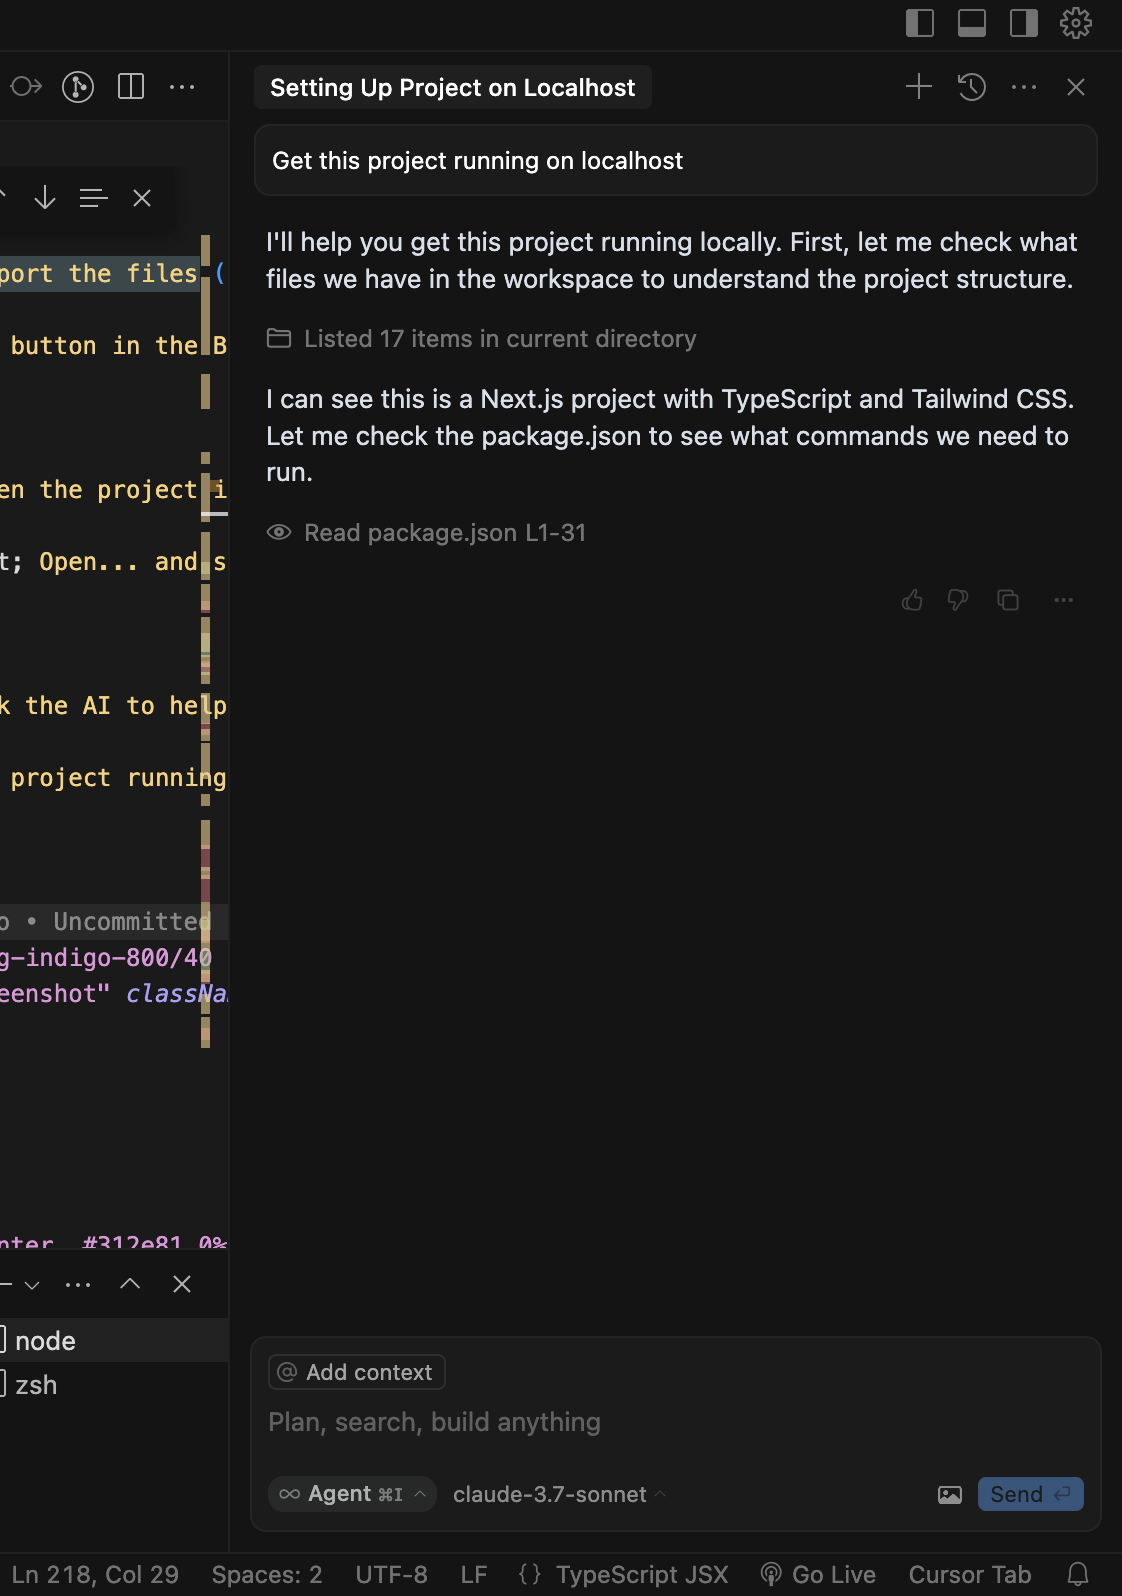 Setting Up Project on Localhost
Get this project running on localhost
I'll help you get this project running locally. First, let me check what
files we have in the workspace to understand the project structure.
Listed 17 items in current directory
I can see this is a Next.js project with TypeScript and Tailwind CSS.
Let me check the package.json to see what commands we need to
run.
Read package.json L1-31
port the files (
button in the B
en the project i
t; Open... and s
k the AI to help
project running
o • Uncommitted
g-indigo-800/40
eenshot" classNa
nter, #312e81 0%
node
zsh
@ Add context
Plan, search, build anything
∞ Agent ⌘I
claude-3.7-sonnet
Send
Ln 218, Col 29 Spaces: 2 UTF-8 LF {} TypeScript JSX Go Live Cursor Tab